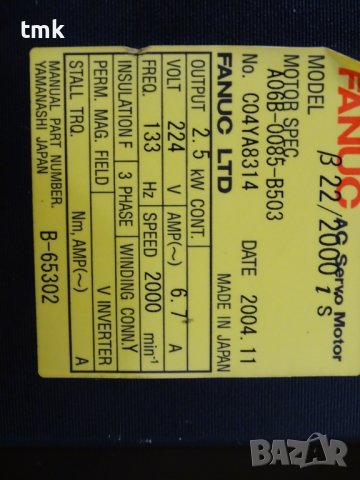 tmk
FANUC AC Servo Motor
MODEL β 22/2000 i S
MOTOR SPEC.
A06B-0085-B503
No. C04YA8314 DATE 2004.11
FANUC LTD MADE IN JAPAN
OUTPUT 2.5 kW CONT.
VOLT 224 V AMP(~) 6.7 A
FREQ. 133 Hz SPEED 2000 min-1
INSULATION F 3 PHASE WINDING CONN.Y
PERM. MAG. FIELD V INVERTER
STALL TRQ. Nm, AMP(~) A
MANUAL PART NUMBER. B-65302
YAMANASHI JAPAN
BAZAR